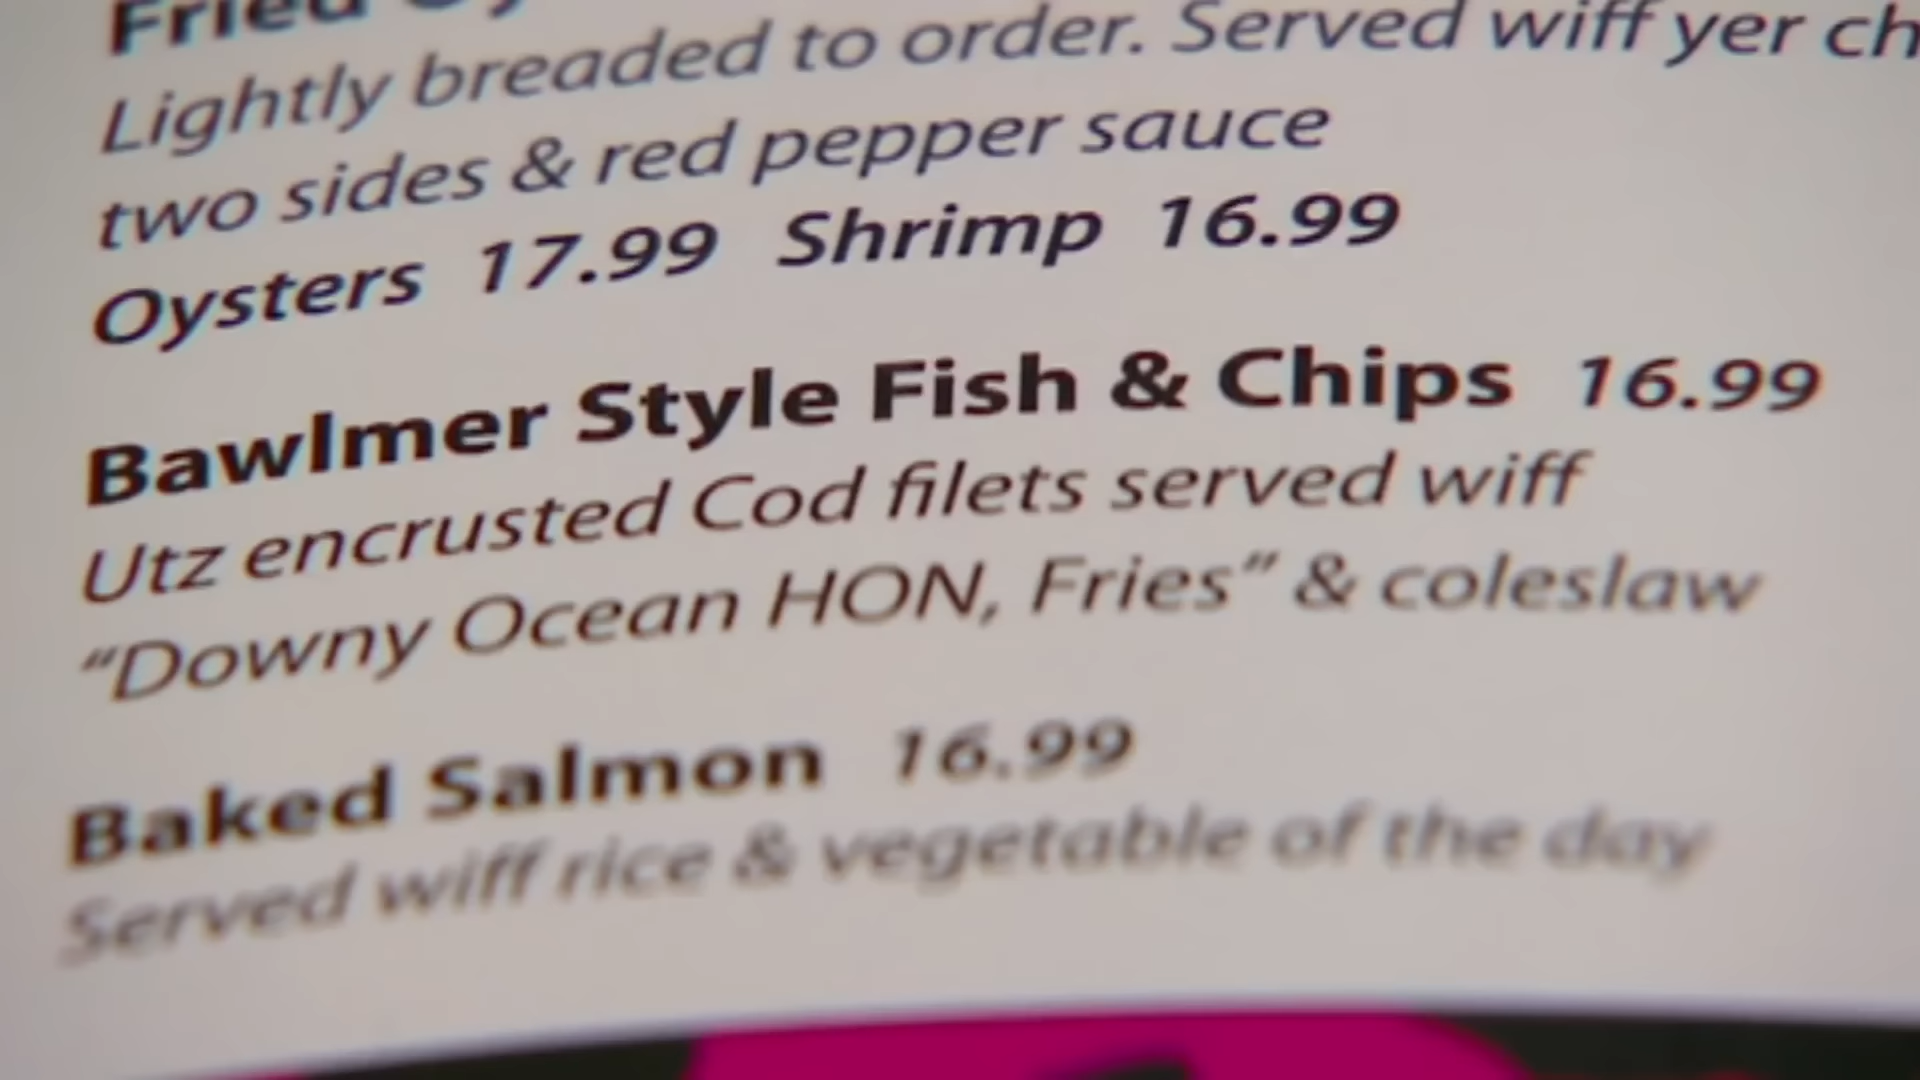 Fried
Lightly breaded to order. Served wiff yer ch
two sides & red pepper sauce
Oysters 17.99 Shrimp 16.99
Bawlmer Style Fish & Chips 16.99
Utz encrusted Cod filets served wiff
“Downy Ocean HON, Fries” & coleslaw
Baked Salmon 16.99
Served wiff rice & vegetable of the day